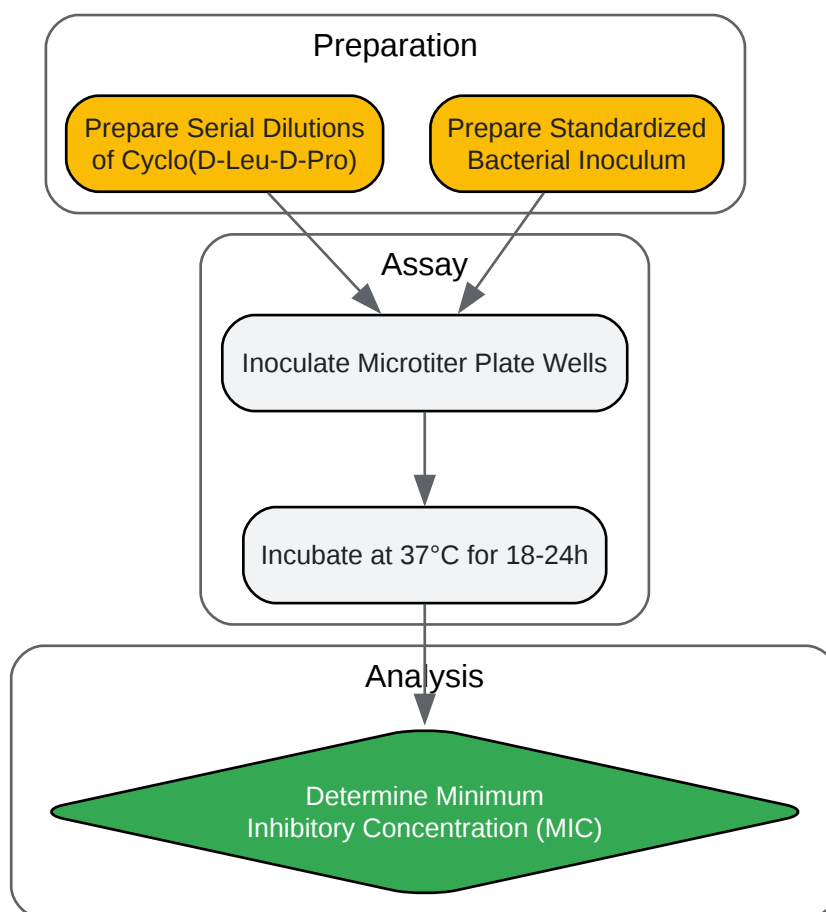 Preparation
Prepare Serial Dilutions
of Cyclo(D-Leu-D-Pro)
Prepare Standardized
Bacterial Inoculum
Assay
Inoculate Microtiter Plate Wells
Incubate at 37°C for 18-24h
Analysis
Determine Minimum
Inhibitory Concentration (MIC)